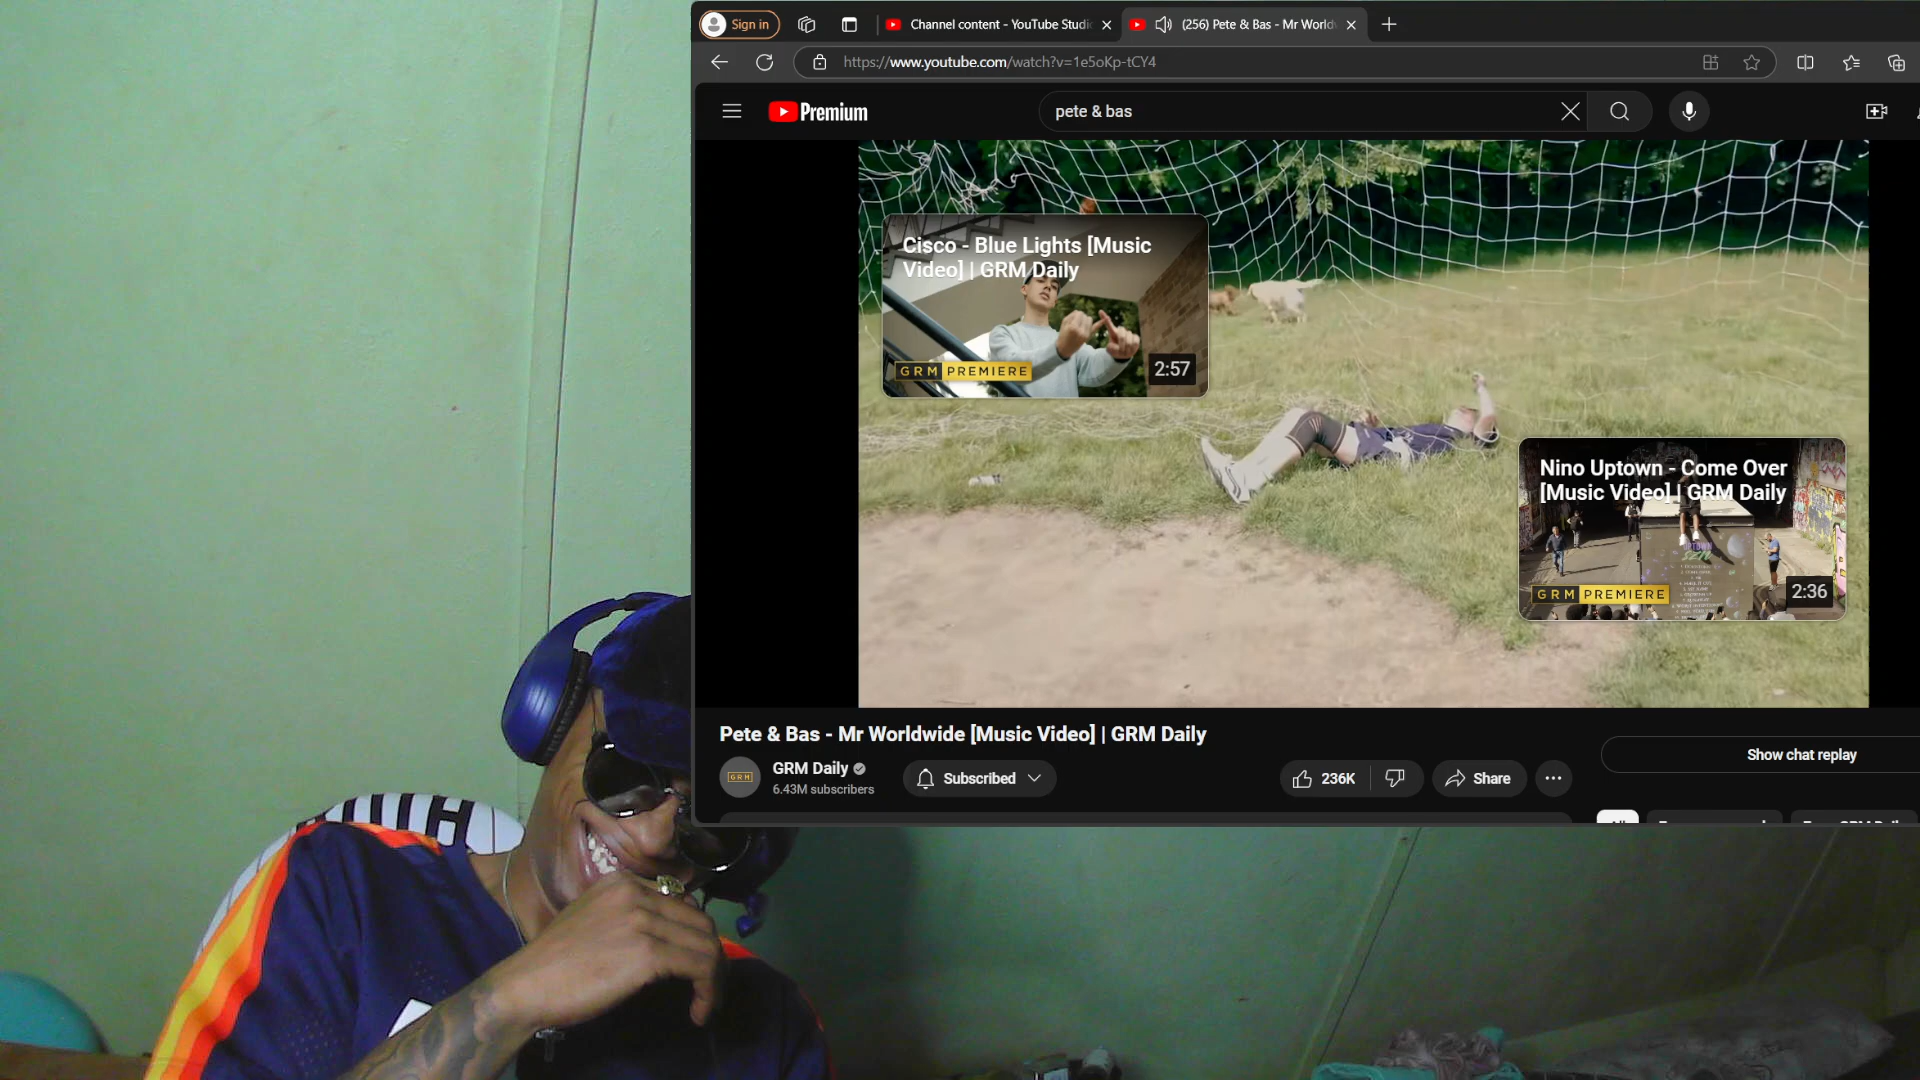 Sign in
Channel content - YouTube Studi
(256) Pete & Bas - Mr World
https://www.youtube.com/watch?v=1e5oKp-tCY4
Premium
pete & bas
Cisco - Blue Lights [Music
Video] | GRM Daily
GRM PREMIERE
2:57
Nino Uptown - Come Over
[Music Video] | GRM Daily
GRM PREMIERE
2:36
Pete & Bas - Mr Worldwide [Music Video] | GRM Daily
GRM
GRM Daily
6.43M subscribers
Subscribed
236K
Share
Show chat replay